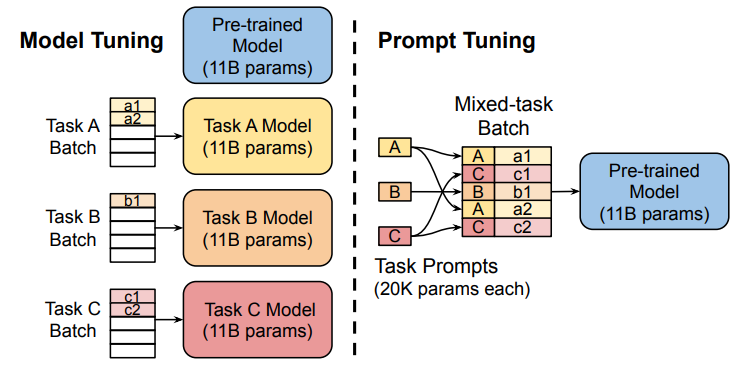 Model Tuning
Pre-trained
Model
(11B params)
Task A
Batch
a1
a2
Task A Model
(11B params)
Task B
Batch
b1
Task B Model
(11B params)
Task C
Batch
c1
c2
Task C Model
(11B params)
Prompt Tuning
Mixed-task
Batch
A
B
C
A a1
C c1
B b1
A a2
C c2
Task Prompts
(20K params each)
Pre-trained
Model
(11B params)